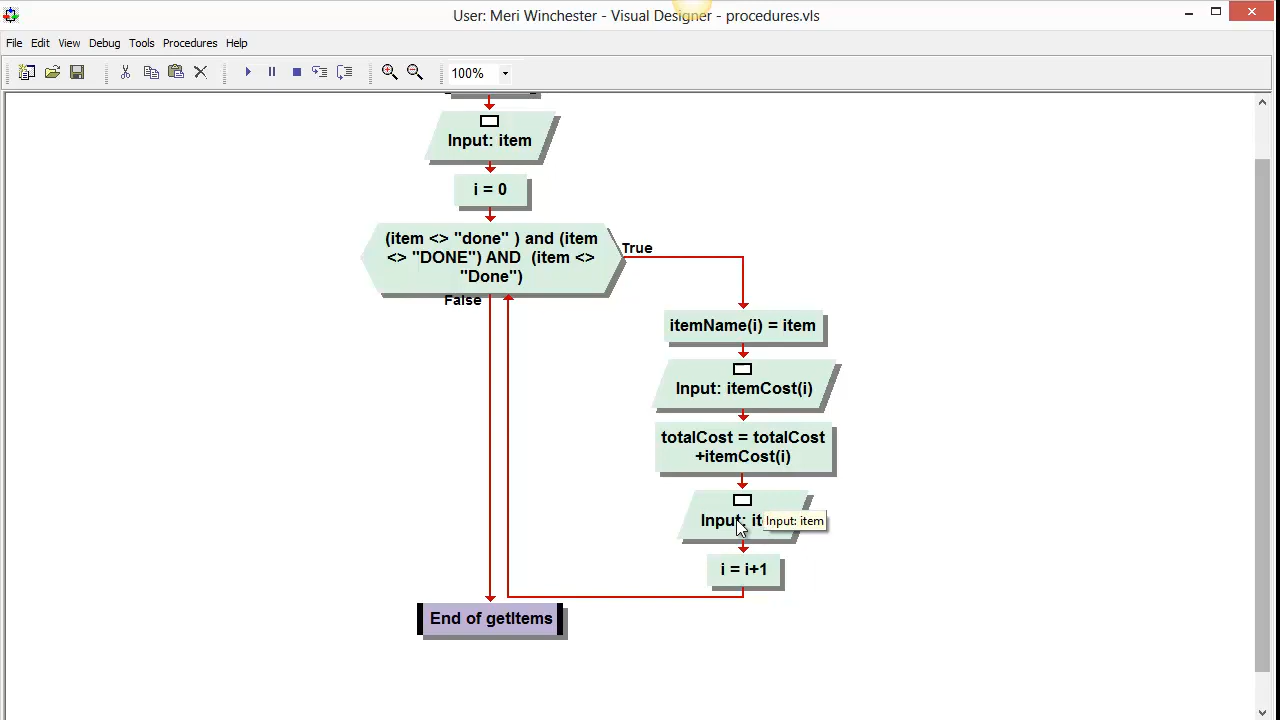 User: Meri Winchester - Visual Designer - procedures.vls
File Edit View Debug Tools Procedures Help
100%
Input: item
i = 0
(item <> "done" ) and (item
<> "DONE") AND (item <>
"Done")
True
False
itemName(i) = item
Input: itemCost(i)
totalCost = totalCost
+itemCost(i)
Input: it
Input: item
i = i+1
End of getItems